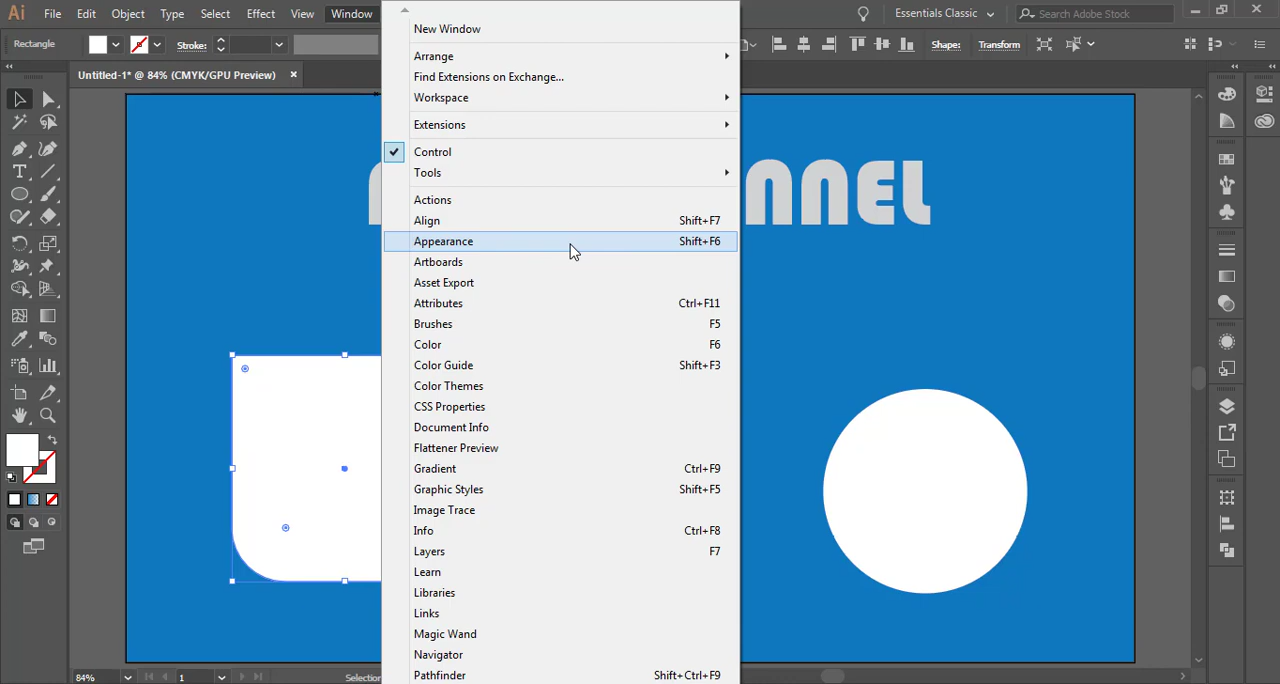 Ai File Edit Object Type Select Effect View Window Essentials Classic Search Adobe Stock
Rectangle Stroke: Shape: Transform
Untitled-1* @ 84% (CMYK/GPU Preview)
New Window
Arrange
Find Extensions on Exchange...
Workspace
Extensions
Control
Tools
Actions
Align Shift+F7
Appearance Shift+F6
Artboards
Asset Export
Attributes Ctrl+F11
Brushes F5
Color F6
Color Guide Shift+F3
Color Themes
CSS Properties
Document Info
Flattener Preview
Gradient Ctrl+F9
Graphic Styles Shift+F5
Image Trace
Info Ctrl+F8
Layers F7
Learn
Libraries
Links
Magic Wand
Navigator
Pathfinder Shift+Ctrl+F9
NNEL
84% 1 Selection